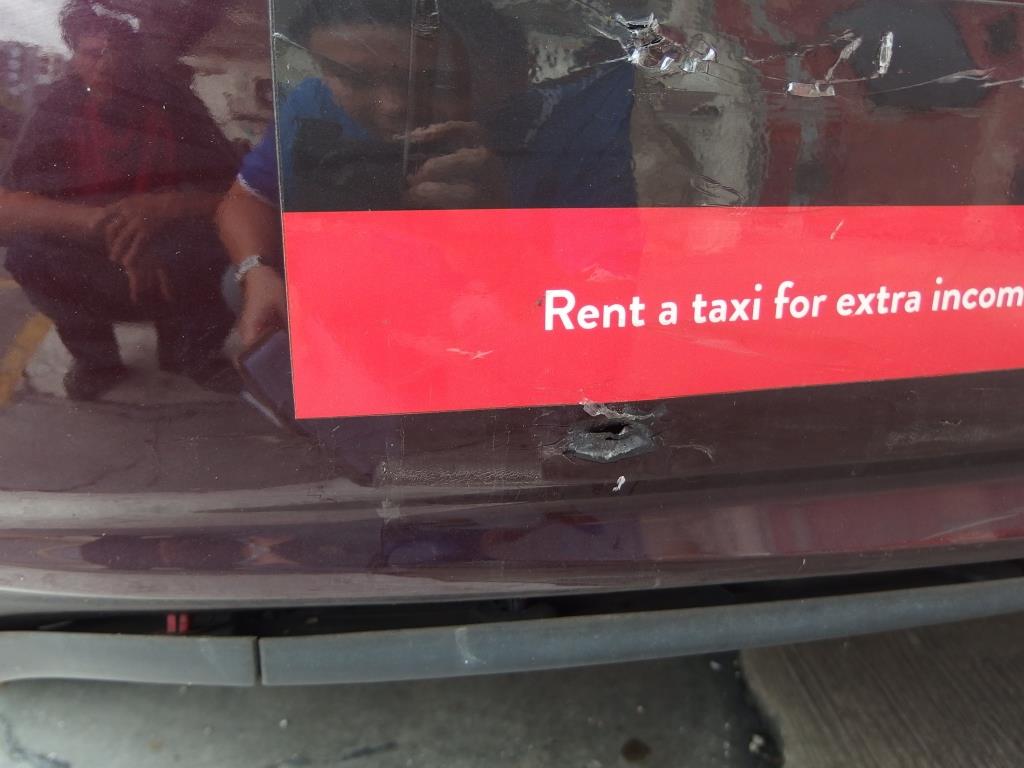 Rent a taxi for extra incom